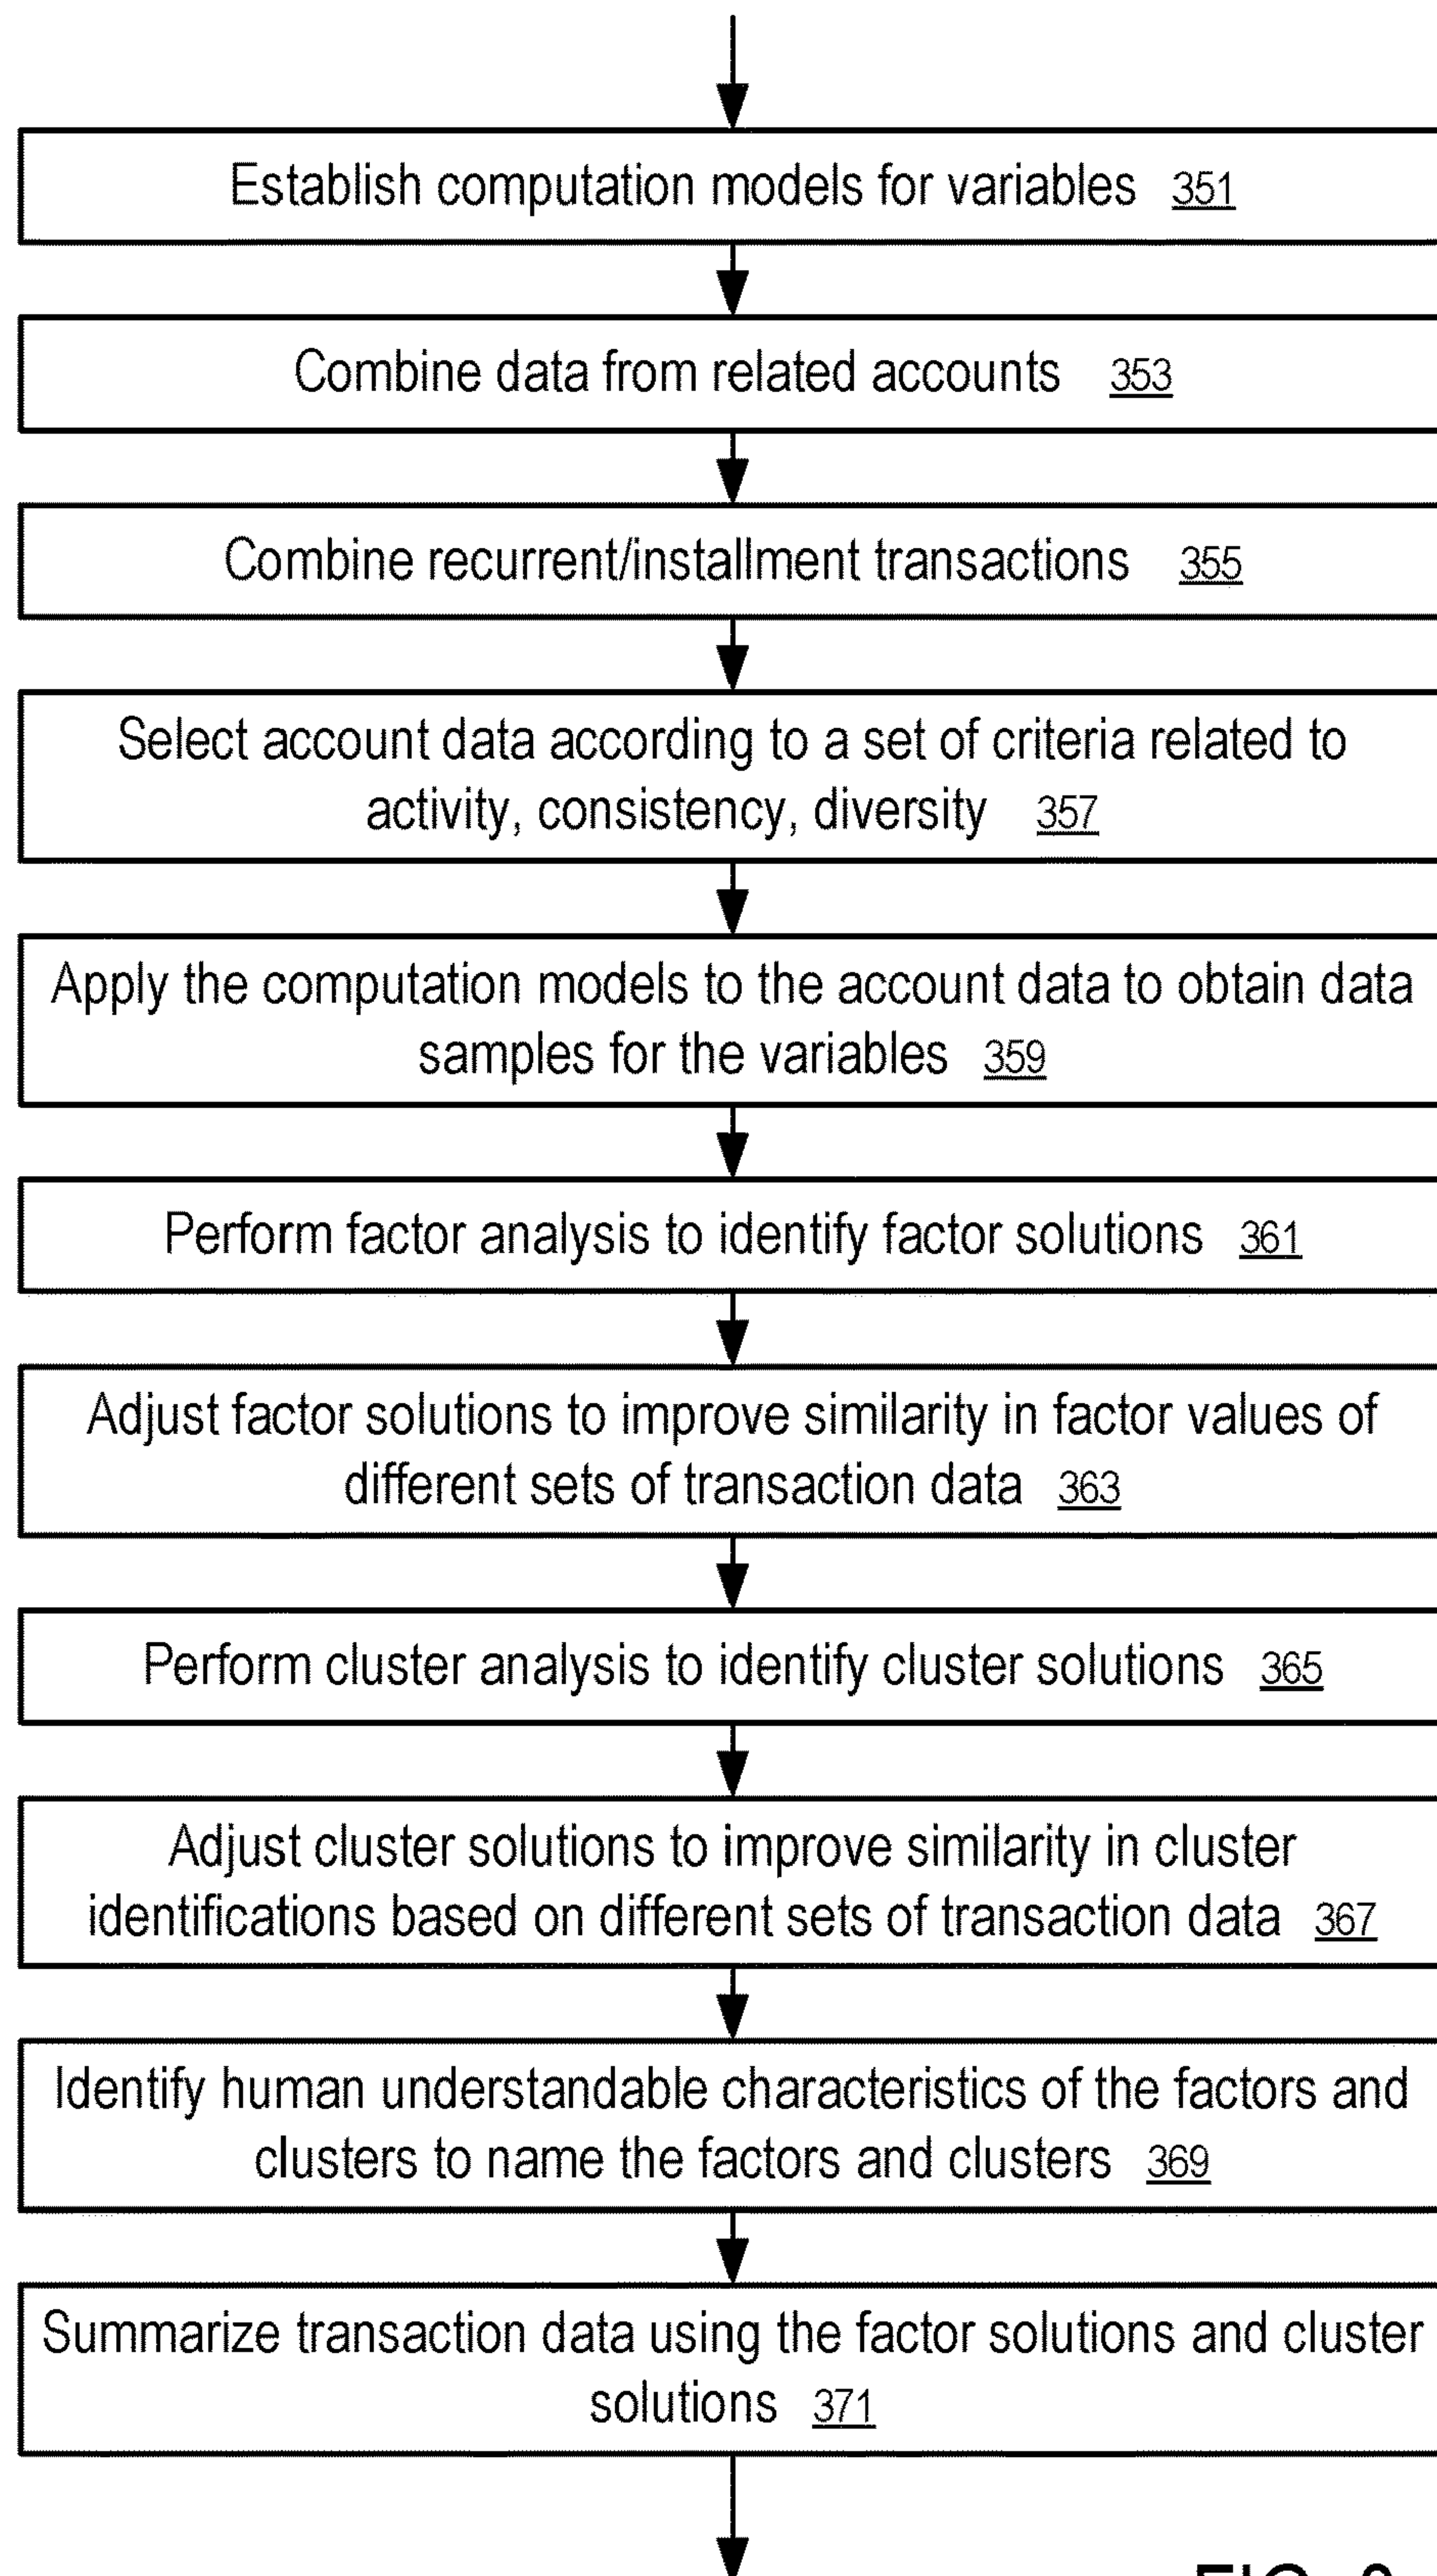 Establish computation models for variables 351
Combine data from related accounts 353
Combine recurrent/installment transactions 355
Select account data according to a set of criteria related to
activity, consistency, diversity 357
Apply the computation models to the account data to obtain data
samples for the variables 359
Perform factor analysis to identify factor solutions 361
Adjust factor solutions to improve similarity in factor values of
different sets of transaction data 363
Perform cluster analysis to identify cluster solutions 365
Adjust cluster solutions to improve similarity in cluster
identifications based on different sets of transaction data 367
Identify human understandable characteristics of the factors and
clusters to name the factors and clusters 369
Summarize transaction data using the factor solutions and cluster
solutions 371